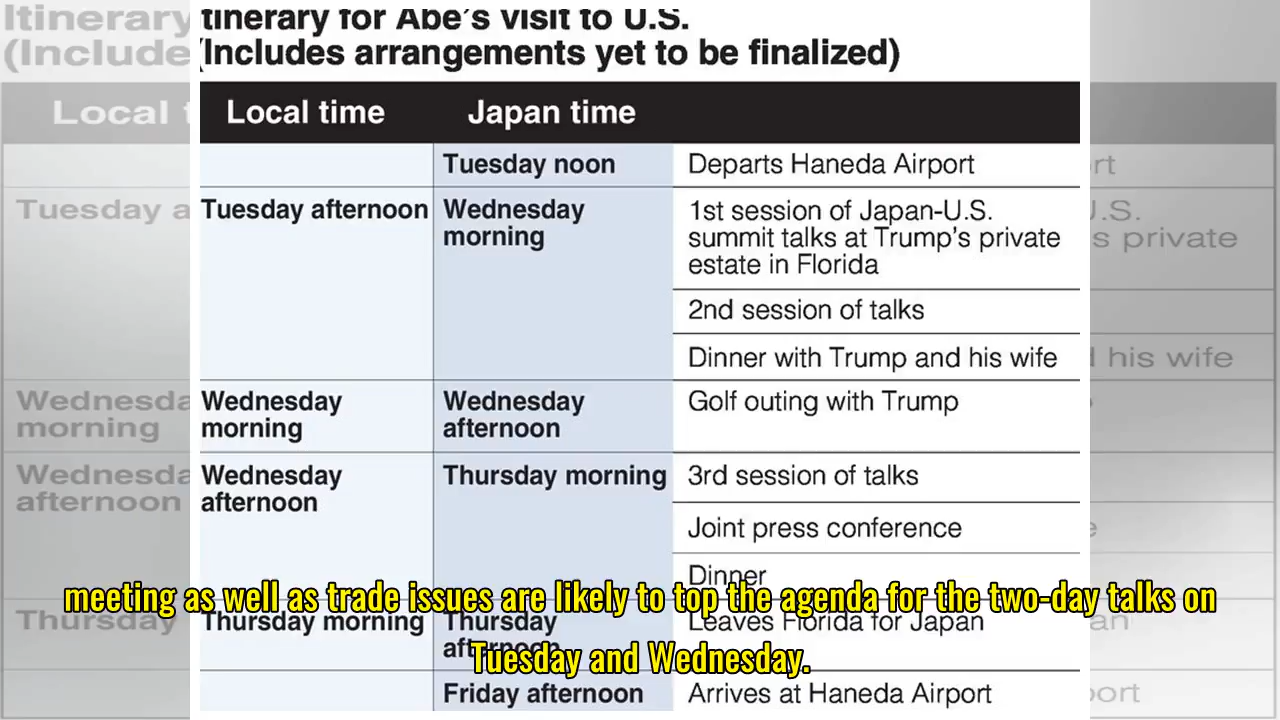 tinerary for Abe's visit to U.S.
(Includes arrangements yet to be finalized)
Local time Japan time
Tuesday noon Departs Haneda Airport
Tuesday afternoon Wednesday morning 1st session of Japan-U.S.
summit talks at Trump's private
estate in Florida
2nd session of talks
Dinner with Trump and his wife
Wednesday morning Wednesday afternoon Golf outing with Trump
Wednesday afternoon Thursday morning 3rd session of talks
Joint press conference
Dinner
Thursday morning Thursday afternoon Leaves Florida for Japan
Friday afternoon Arrives at Haneda Airport
meeting as well as trade issues are likely to top the agenda for the two-day talks on
Tuesday and Wednesday.